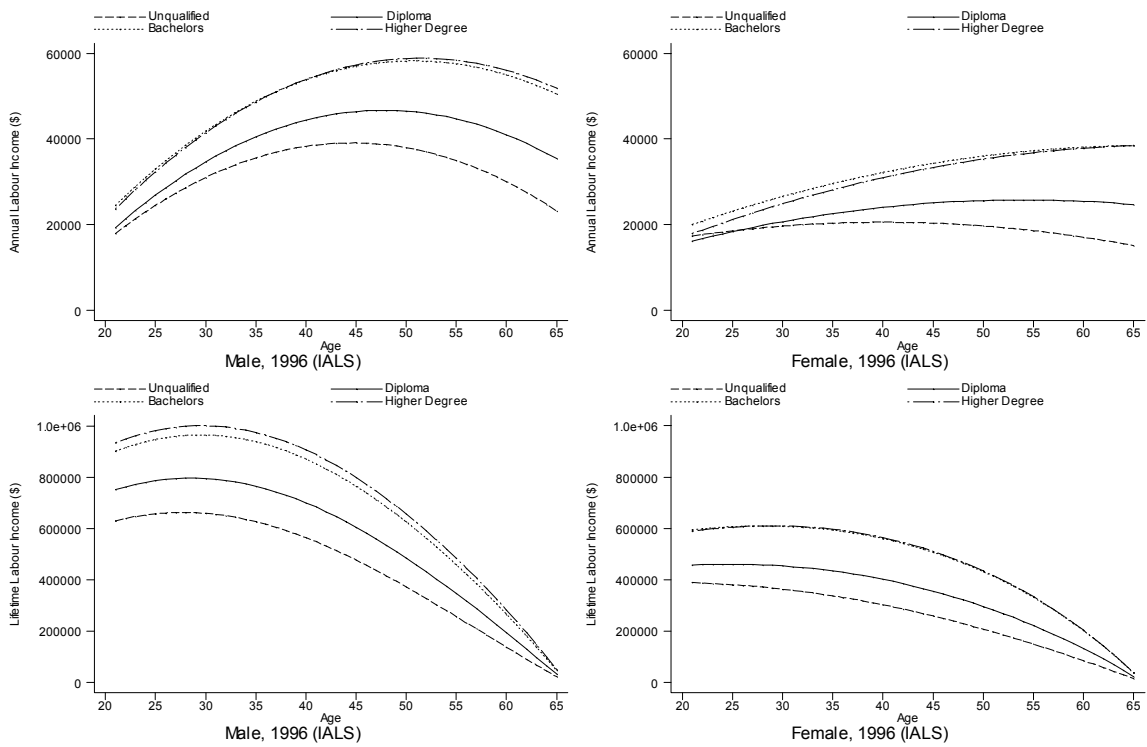 Unqualified Diploma
Bachelors Higher Degree
Annual Labour Income ($)
60000
40000
20000
0
20 25 30 35 40 45 50 55 60 65
Age
Male, 1996 (IALS)
Unqualified Diploma
Bachelors Higher Degree
Annual Labour Income ($)
60000
40000
20000
0
20 25 30 35 40 45 50 55 60 65
Age
Female, 1996 (IALS)
Unqualified Diploma
Bachelors Higher Degree
Lifetime Labour Income ($)
1.0e+06
800000
600000
400000
200000
0
20 25 30 35 40 45 50 55 60 65
Age
Male, 1996 (IALS)
Unqualified Diploma
Bachelors Higher Degree
Lifetime Labour Income ($)
1.0e+06
800000
600000
400000
200000
0
20 25 30 35 40 45 50 55 60 65
Age
Female, 1996 (IALS)